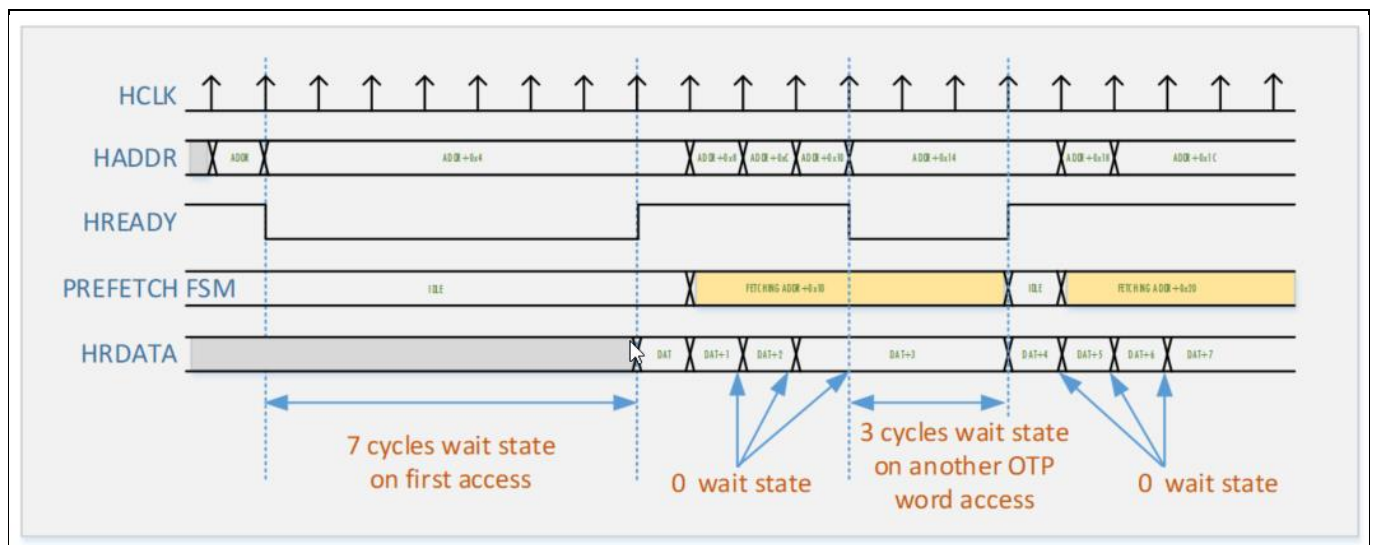 HCLK
HADDR
ADDR
ADDR+0x4
ADDR+0x8
ADDR+0xC
ADDR+0x10
ADDR+0x14
ADDR+0x18
ADDR+0x1C
HREADY
PREFETCH FSM
IDLE
FETCHING ADDR+0x10
IDLE
FETCHING ADDR+0x20
HRDATA
DAT
DAT+1
DAT+2
DAT+3
DAT+4
DAT+5
DAT+6
DAT+7
7 cycles wait state
on first access
0 wait state
3 cycles wait state
on another OTP
word access
0 wait state